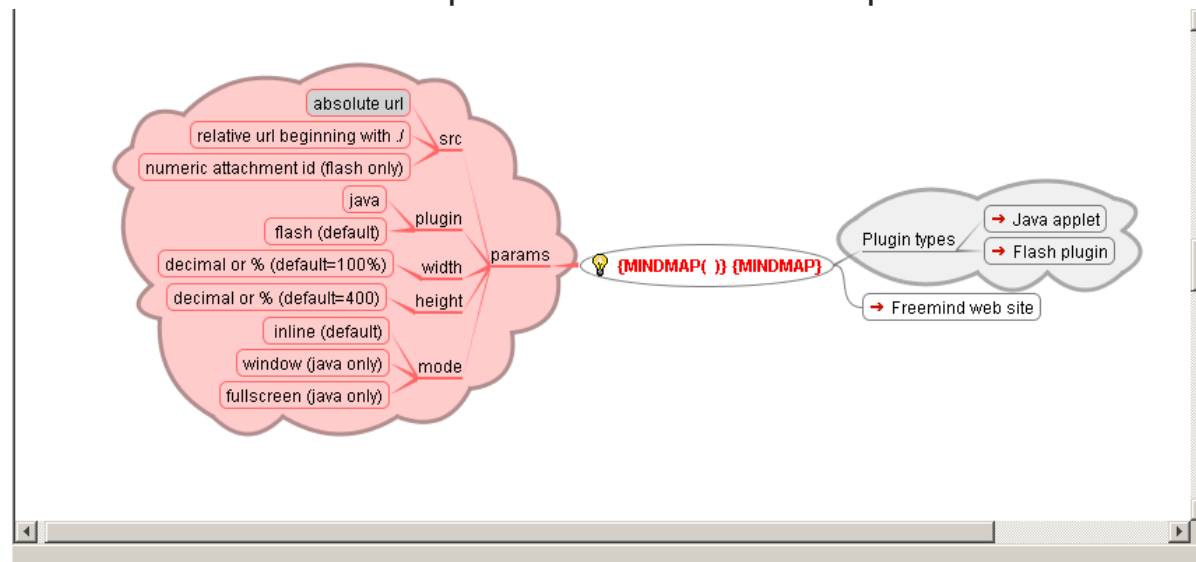 absolute url
relative url beginning with ./
src
numeric attachment id (flash only)
java
plugin
flash (default)
params
decimal or % (default=100%)
width
decimal or % (default=400)
height
inline (default)
window (java only)
mode
fullscreen (java only)
{MINDMAP( )} {MINDMAP}
Plugin types
Java applet
Flash plugin
Freemind web site